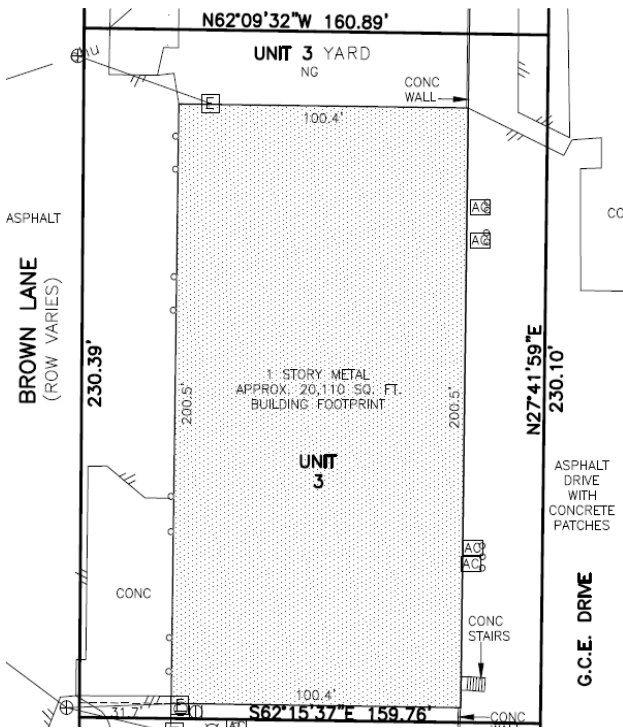 N62°09'32"W 160.89'
UNIT 3 YARD
NG
CONC
WALL
E
100.4'
ASPHALT
AC
AC
CO
BROWN LANE
(ROW VARIES)
230.39'
200.5'
1 STORY METAL
APPROX. 20,110 SQ. FT.
BUILDING FOOTPRINT
200.5'
N27°41'59"E
230.10'
UNIT
3
ASPHALT
DRIVE
WITH
CONCRETE
PATCHES
AC
AC
CONC
CONC
STAIRS
G.C.E. DRIVE
100.4'
E
31.7'
S62°15'37"E 159.76'
CONC